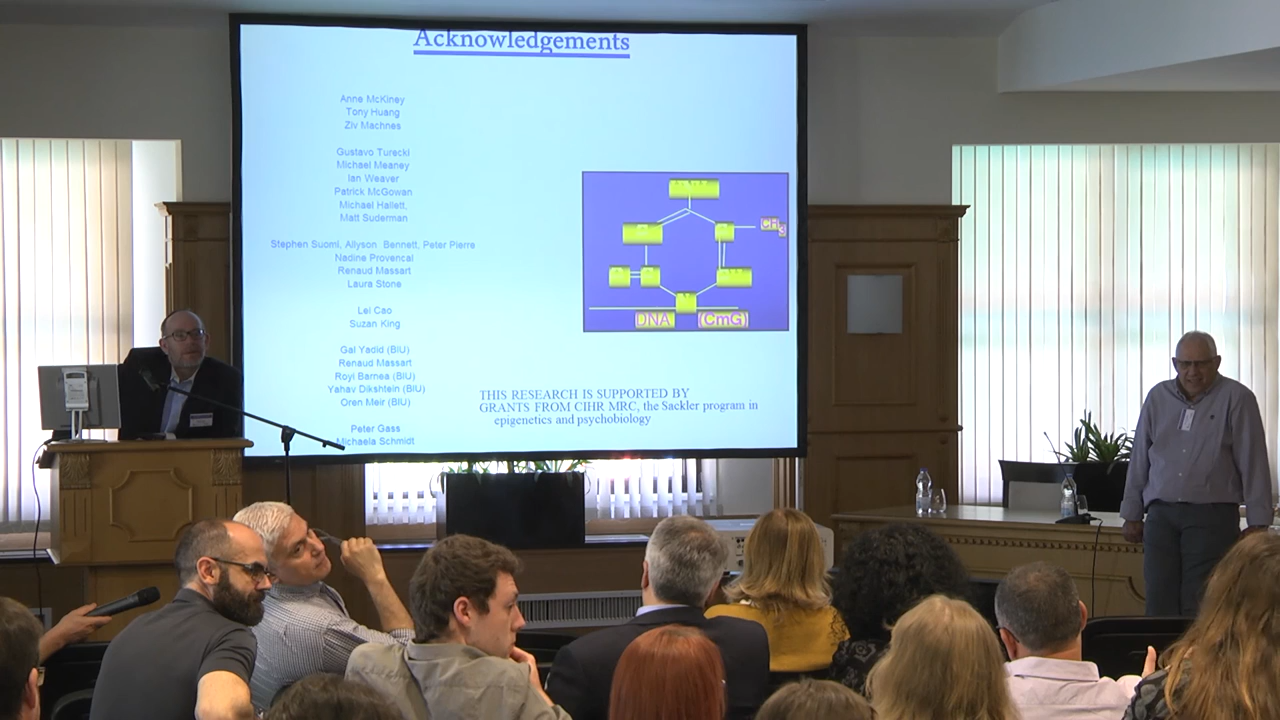 Acknowledgements
Anne McKiney
Tony Huang
Ziv Machnes
Gustavo Turecki
Michael Meaney
Ian Weaver
Patrick McGowan
Michael Hallett,
Matt Suderman
Stephen Suomi, Allyson Bennett, Peter Pierre
Nadine Provencal
Renaud Massart
Laura Stone
Lei Cao
Suzan King
Gal Yadid (BIU)
Renaud Massart
Royi Barnea (BIU)
Yahav Dikshtein (BIU)
Oren Meir (BIU)
Peter Gass
Michaela Schmidt
CH
3
DNA (CmG)
THIS RESEARCH IS SUPPORTED BY
GRANTS FROM CIHR MRC, the Sackler program in
epigenetics and psychobiology